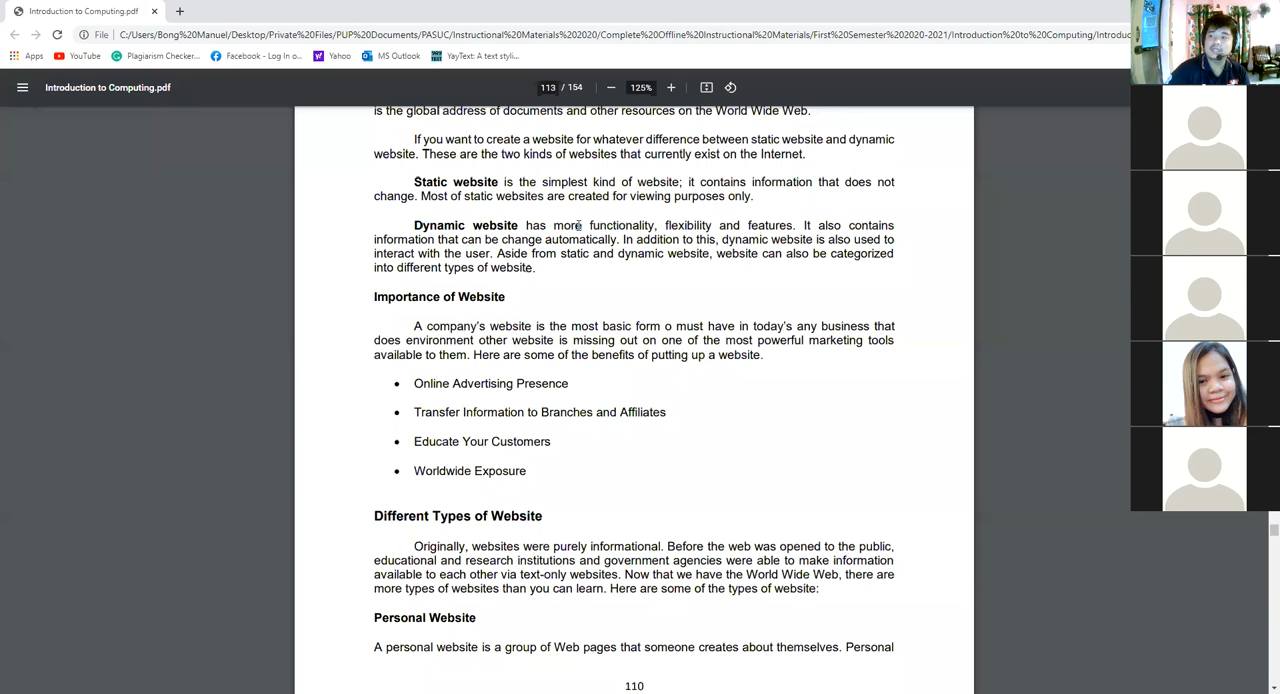 Introduction to Computing.pdf
File
C:/Users/Bong%20Manuel/Desktop/Private%20Files/PUP%20Documents/PASUC/Instructional%20Materials%202020/Complete%20Offline%20Instructional%20Materials/First%20Semester%202020-2021/Introduction%20to%20Computing/Introduc
Apps YouTube Plagiarism Checker... Facebook - Log In o... Yahoo MS Outlook YayText: A text styli...
Introduction to Computing.pdf
113 / 154
125%
is the global address of documents and other resources on the World Wide Web.
If you want to create a website for whatever difference between static website and dynamic
website. These are the two kinds of websites that currently exist on the Internet.
Static website is the simplest kind of website; it contains information that does not
change. Most of static websites are created for viewing purposes only.
Dynamic website has more functionality, flexibility and features. It also contains
information that can be change automatically. In addition to this, dynamic website is also used to
interact with the user. Aside from static and dynamic website, website can also be categorized
into different types of website.
Importance of Website
A company's website is the most basic form o must have in today's any business that
does environment other website is missing out on one of the most powerful marketing tools
available to them. Here are some of the benefits of putting up a website.
• Online Advertising Presence
• Transfer Information to Branches and Affiliates
• Educate Your Customers
• Worldwide Exposure
Different Types of Website
Originally, websites were purely informational. Before the web was opened to the public,
educational and research institutions and government agencies were able to make information
available to each other via text-only websites. Now that we have the World Wide Web, there are
more types of websites than you can learn. Here are some of the types of website:
Personal Website
A personal website is a group of Web pages that someone creates about themselves. Personal
110